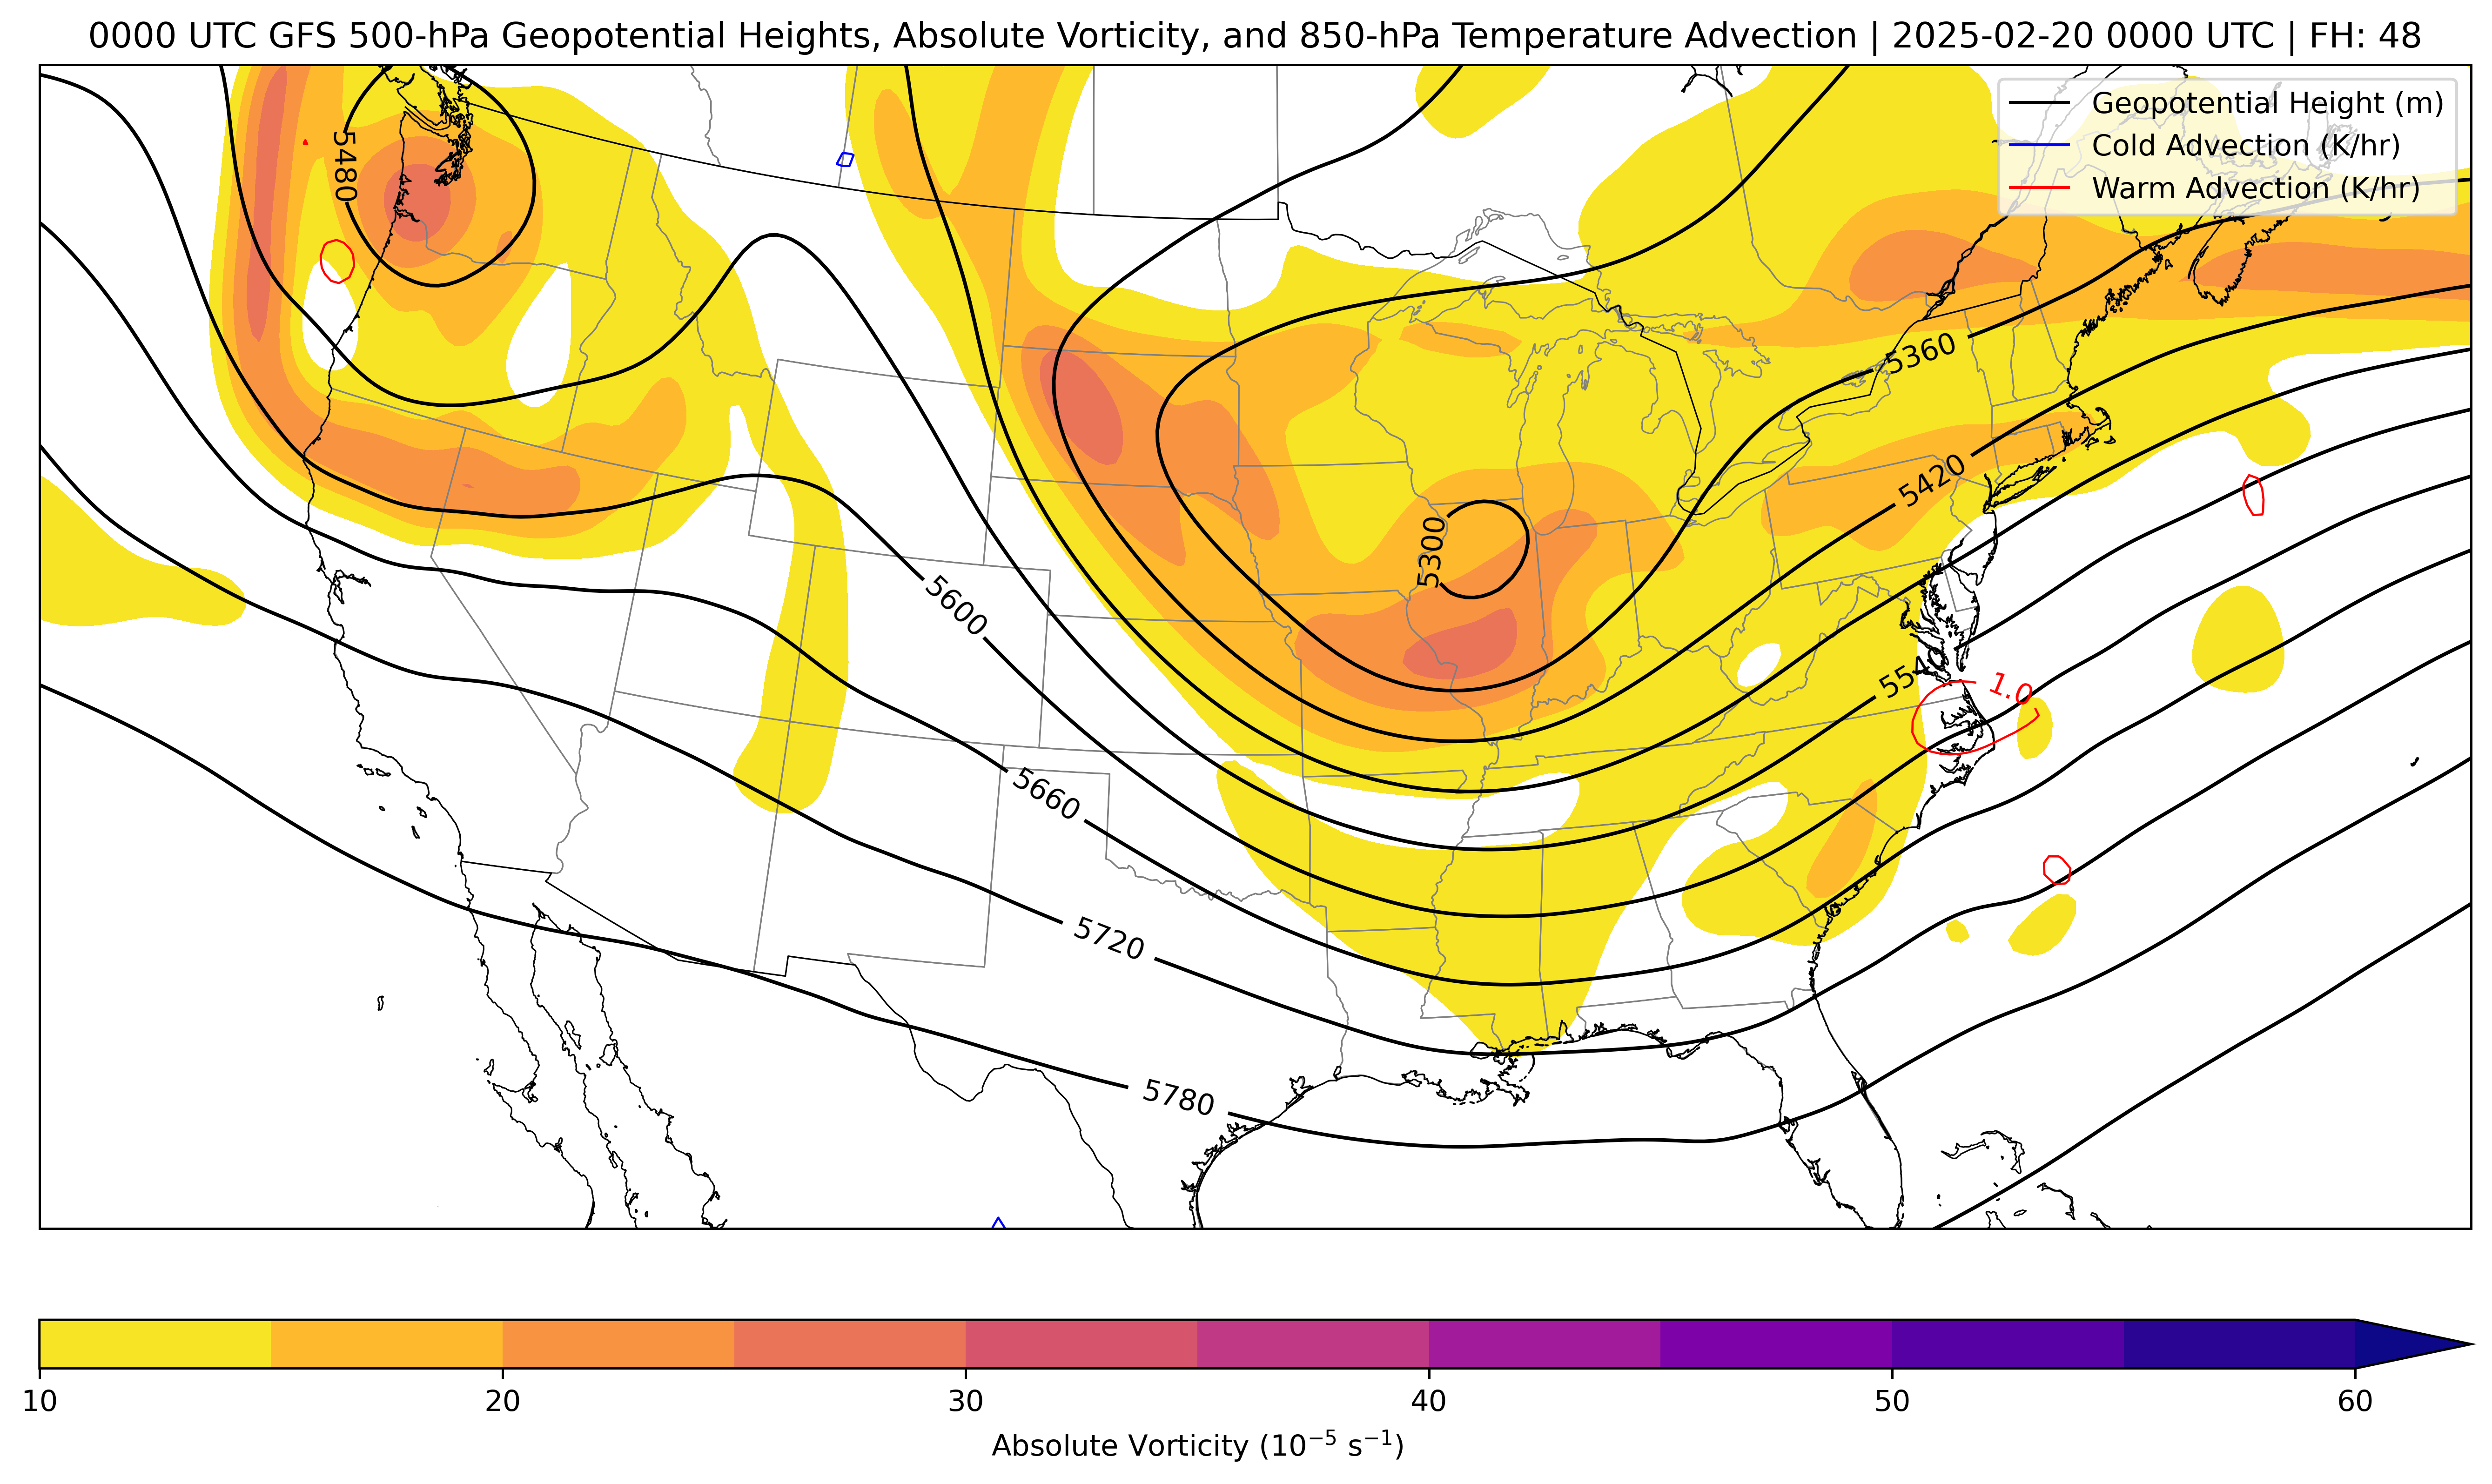 0000 UTC GFS 500-hPa Geopotential Heights, Absolute Vorticity, and 850-hPa Temperature Advection | 2025-02-20 0000 UTC | FH: 48
Geopotential Height (m)
Cold Advection (K/hr)
Warm Advection (K/hr)
5480
5360
5420
5300
5600
5540
1.0
5660
5720
5780
10 20 30 40 50 60
Absolute Vorticity (10⁻⁵ s⁻¹)